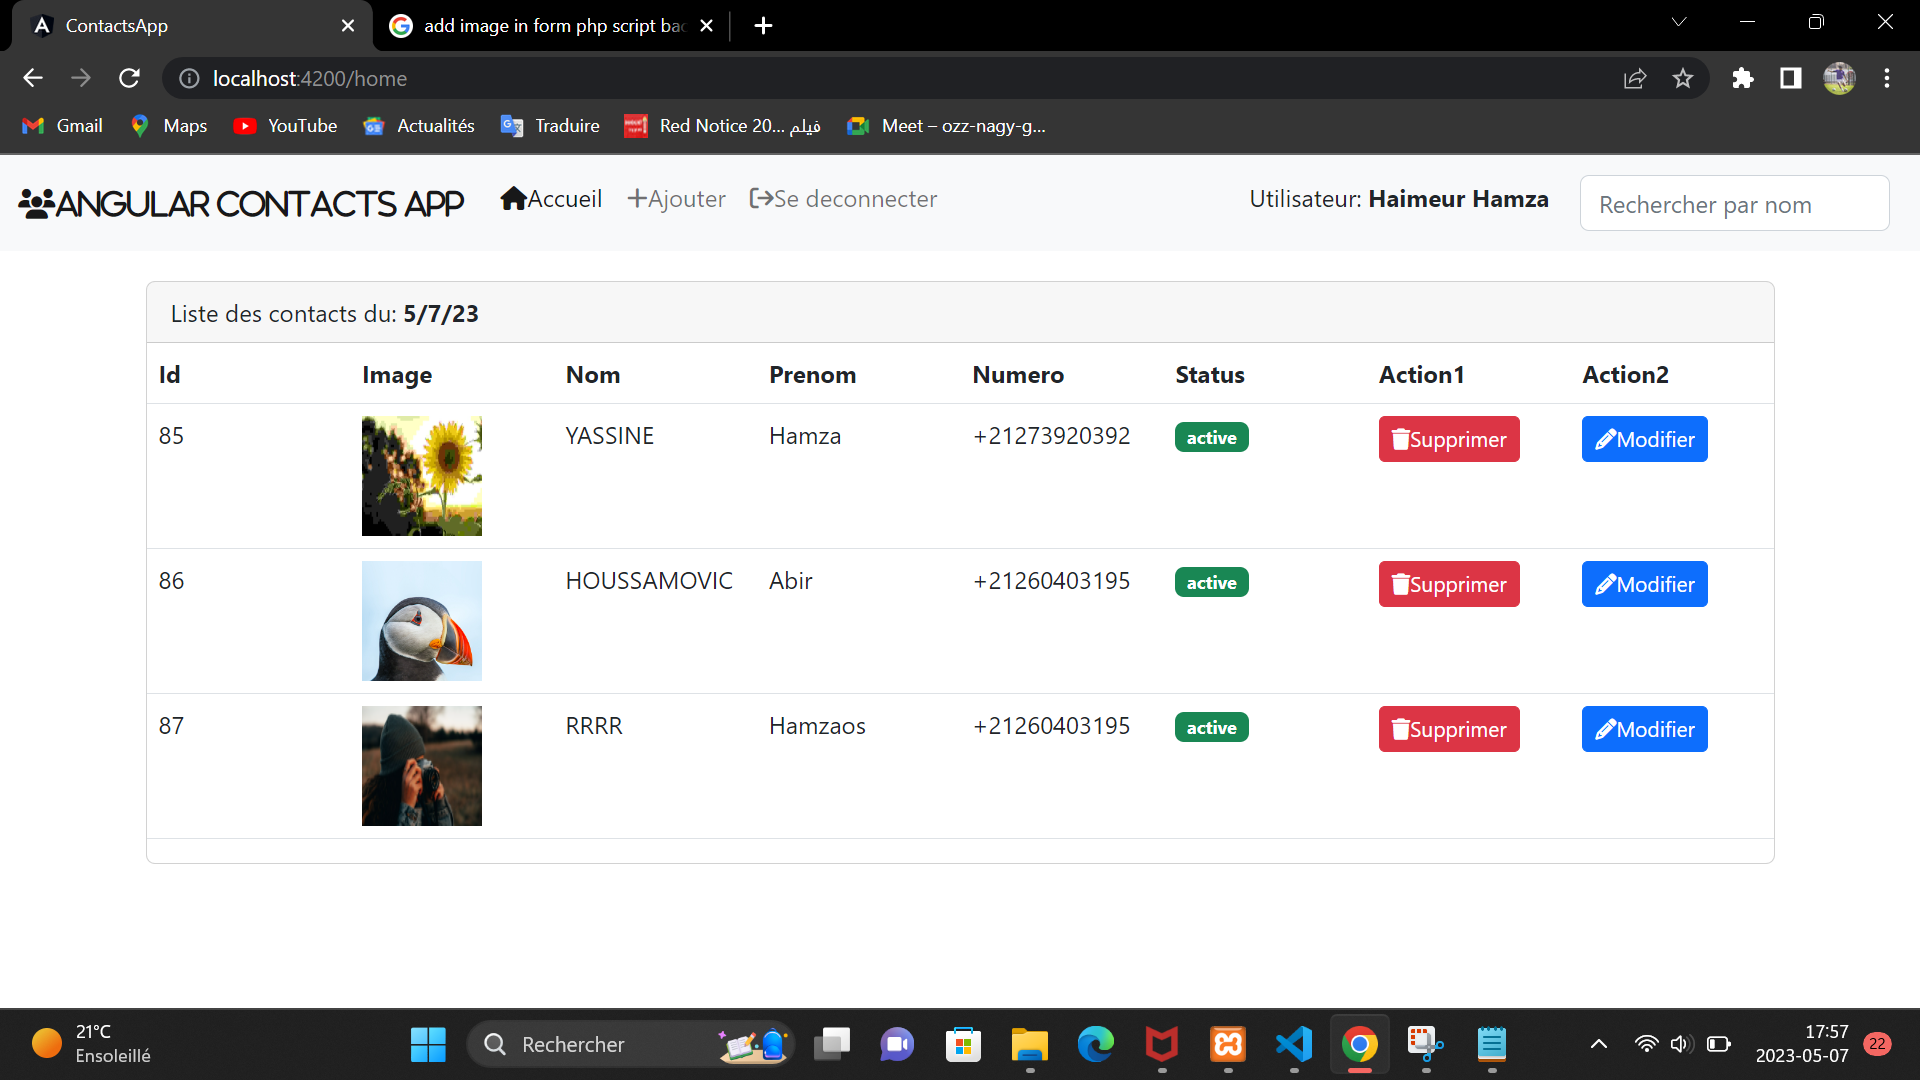 ContactsApp
add image in form php script bac
localhost:4200/home
Gmail
Maps
YouTube
Actualités
Traduire
Red Notice 20... فيلم
Meet – ozz-nagy-g...
ANGULAR CONTACTS APP
Accueil
Ajouter
Se deconnecter
Utilisateur: Haimeur Hamza
Rechercher par nom
Liste des contacts du: 5/7/23
Id Image Nom Prenom Numero Status Action1 Action2
85 YASSINE Hamza +21273920392 active Supprimer Modifier
86 HOUSSAMOVIC Abir +21260403195 active Supprimer Modifier
87 RRRR Hamzaos +21260403195 active Supprimer Modifier
21°C
Ensoleillé
Rechercher
17:57
2023-05-07
22